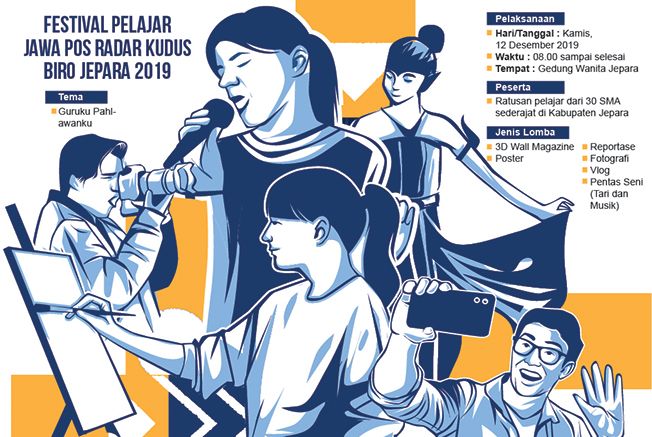 FESTIVAL PELAJAR
JAWA POS RADAR KUDUS
BIRO JEPARA 2019
Tema
Guruku Pahl-
awanku
Pelaksanaan
Hari/Tanggal : Kamis,
12 Desember 2019
Waktu : 08.00 sampai selesai
Tempat : Gedung Wanita Jepara
Peserta
Ratusan pelajar dari 30 SMA
sederajat di Kabupaten Jepara
Jenis Lomba
3D Wall Magazine
Poster
Reportase
Fotografi
Vlog
Pentas Seni
(Tari dan
Musik)